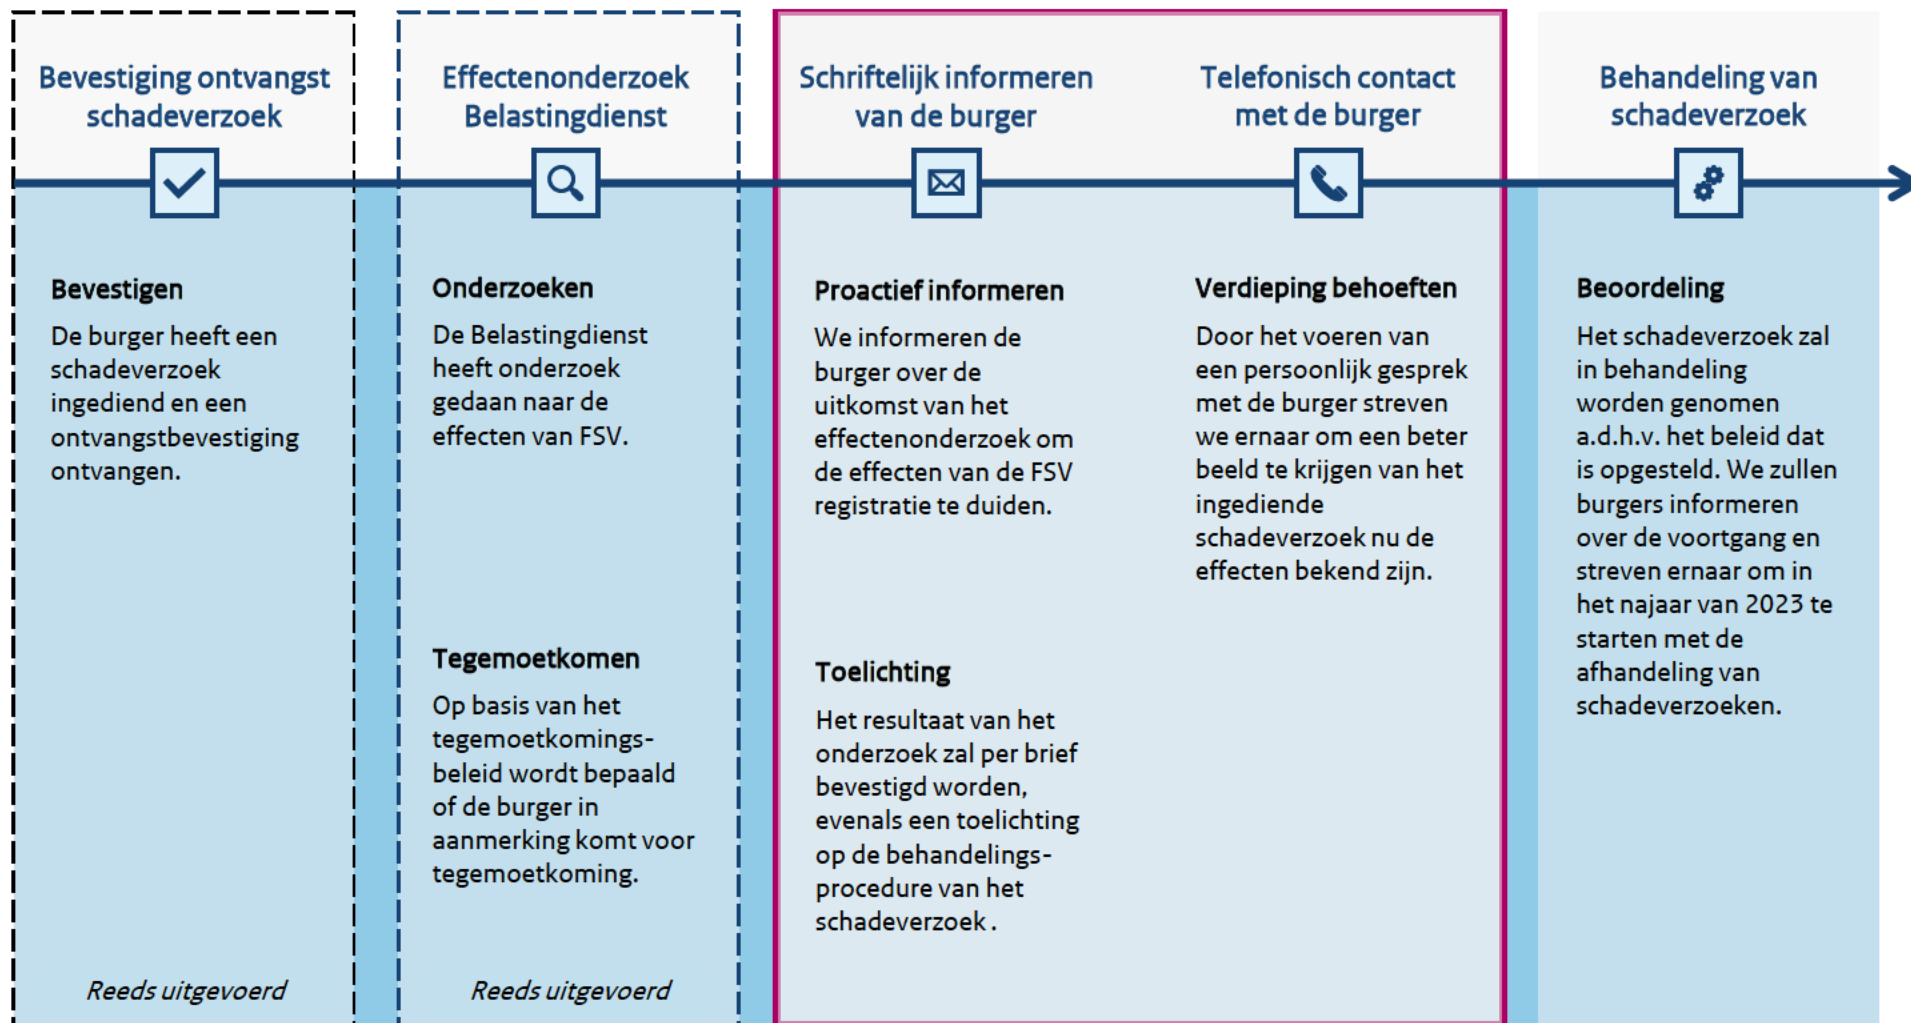 Bevestiging ontvangst
schadeverzoek
Bevestigen
De burger heeft een
schadeverzoek
ingediend en een
ontvangstbevestiging
ontvangen.
Reeds uitgevoerd
Effectenonderzoek
Belastingdienst
Onderzoeken
De Belastingdienst
heeft onderzoek
gedaan naar de
effecten van FSV.
Tegemoetkomen
Op basis van het
tegemoetkomings-
beleid wordt bepaald
of de burger in
aanmerking komt voor
tegemoetkoming.
Reeds uitgevoerd
Schriftelijk informeren
van de burger
Proactief informeren
We informeren de
burger over de
uitkomst van het
effectenonderzoek om
de effecten van de FSV
registratie te duiden.
Toelichting
Het resultaat van het
onderzoek zal per brief
bevestigd worden,
evenals een toelichting
op de behandelings-
procedure van het
schadeverzoek .
Telefonisch contact
met de burger
Verdieping behoeften
Door het voeren van
een persoonlijk gesprek
met de burger streven
we ernaar om een beter
beeld te krijgen van het
ingediende
schadeverzoek nu de
effecten bekend zijn.
Behandeling van
schadeverzoek
Beoordeling
Het schadeverzoek zal
in behandeling
worden genomen
a.d.h.v. het beleid dat
is opgesteld. We zullen
burgers informeren
over de voortgang en
streven ernaar om in
het najaar van 2023 te
starten met de
afhandeling van
schadeverzoeken.